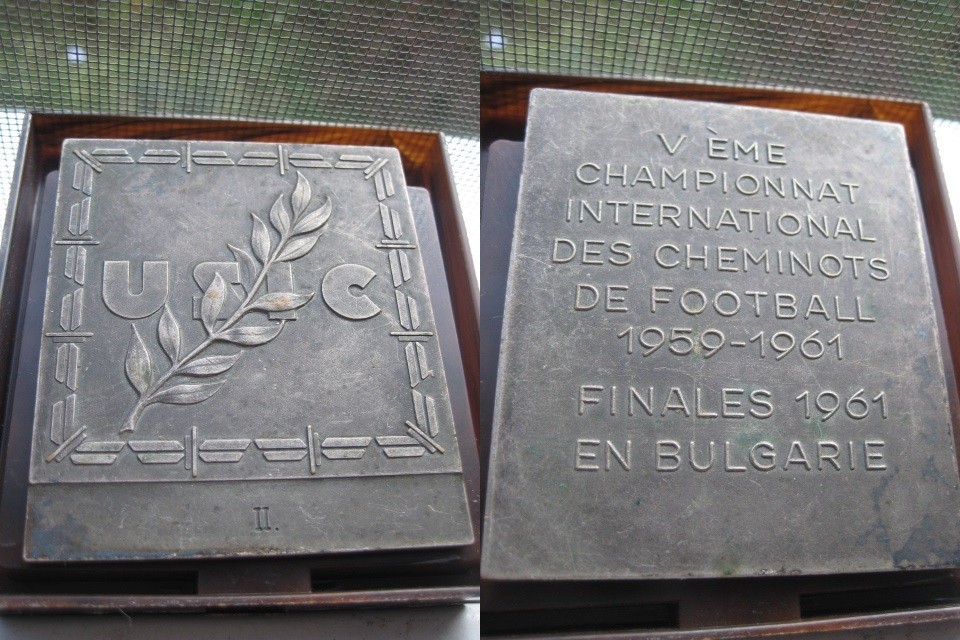 USIC
II.
V ÈME
CHAMPIONNAT
INTERNATIONAL
DES CHEMINOTS
DE FOOTBALL
1959-1961
FINALES 1961
EN BULGARIE